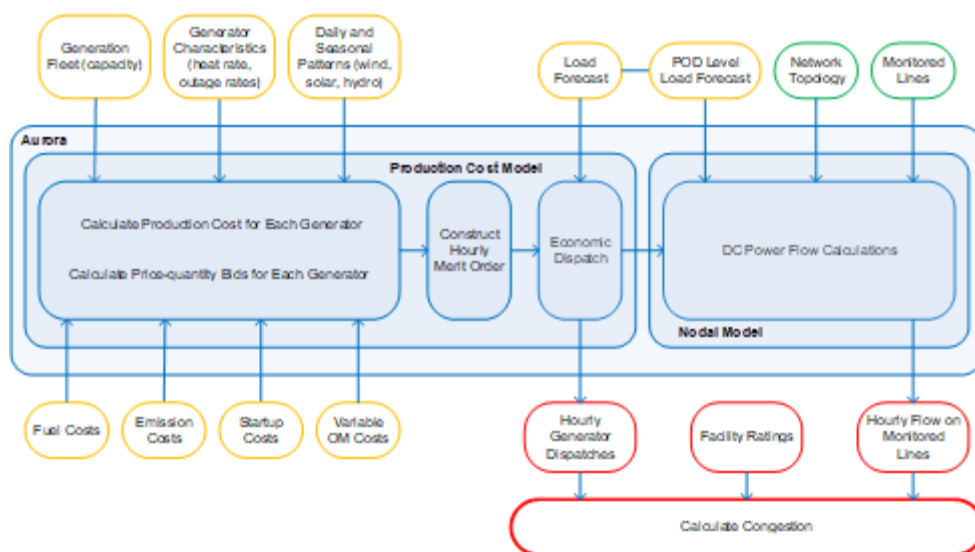 Generation
Fleet (capacity)
Generator
Characteristics
(heat rate,
outage rates)
Daily and
Seasonal
Patterns (wind,
solar, hydro)
Load
Forecast
POD Level
Load Forecast
Network
Topology
Monitored
Lines
Aurora
Production Cost Model
Calculate Production Cost for Each Generator
Calculate Price-quantity Bids for Each Generator
Construct
Hourly
Merit Order
Economic
Dispatch
DC Power Flow Calculations
Nodal Model
Fuel Costs
Emission
Costs
Startup
Costs
Variable
OM Costs
Hourly
Generator
Dispatches
Facility Ratings
Hourly Flow on
Monitored
Lines
Calculate Congestion